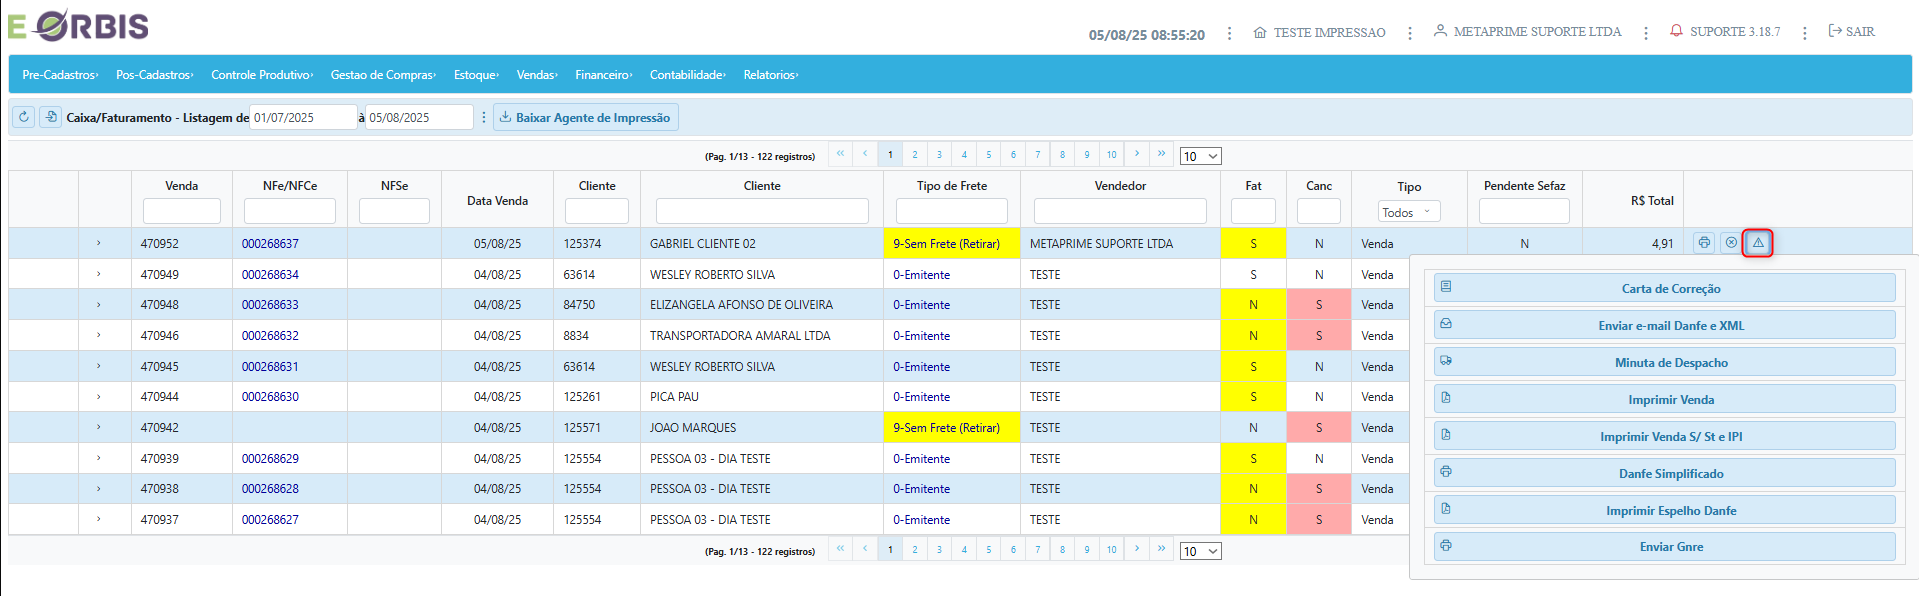 E ORBIS
05/08/25 08:55:20 TESTE IMPRESSAO METAPRIME SUPORTE LTDA SUPORTE 3.18.7 SAIR
Pre-Cadastros Pos-Cadastros Controle Produtivo Gestao de Compras Estoque Vendas Financeiro Contabilidade Relatorios
Caixa/Faturamento - Listagem de 01/07/2025 à 05/08/2025 Baixar Agente de Impressão
(Pag. 1/13 - 122 registros) 1 2 3 4 5 6 7 8 9 10 10
Venda NFe/NFCe NFSe Data Venda Cliente Cliente Tipo de Frete Vendedor Fat Canc Tipo Pendente Sefaz R$ Total
Todos
470952 000268637 05/08/25 125374 GABRIEL CLIENTE 02 9-Sem Frete (Retirar) METAPRIME SUPORTE LTDA S N Venda N 4,91
470949 000268634 04/08/25 63614 WESLEY ROBERTO SILVA 0-Emitente TESTE S N Venda
470948 000268633 04/08/25 84750 ELIZANGELA AFONSO DE OLIVEIRA 0-Emitente TESTE N S Venda
470946 000268632 04/08/25 8834 TRANSPORTADORA AMARAL LTDA 0-Emitente TESTE N S Venda
470945 000268631 04/08/25 63614 WESLEY ROBERTO SILVA 0-Emitente TESTE S N Venda
470944 000268630 04/08/25 125261 PICA PAU 0-Emitente TESTE S N Venda
470942 04/08/25 125571 JOAO MARQUES 9-Sem Frete (Retirar) TESTE N S Venda
470939 000268629 04/08/25 125554 PESSOA 03 - DIA TESTE 0-Emitente TESTE S N Venda
470938 000268628 04/08/25 125554 PESSOA 03 - DIA TESTE 0-Emitente TESTE N S Venda
470937 000268627 04/08/25 125554 PESSOA 03 - DIA TESTE 0-Emitente TESTE N S Venda
(Pag. 1/13 - 122 registros) 1 2 3 4 5 6 7 8 9 10 10
Carta de Correção
Enviar e-mail Danfe e XML
Minuta de Despacho
Imprimir Venda
Imprimir Venda S/ St e IPI
Danfe Simplificado
Imprimir Espelho Danfe
Enviar Gnre